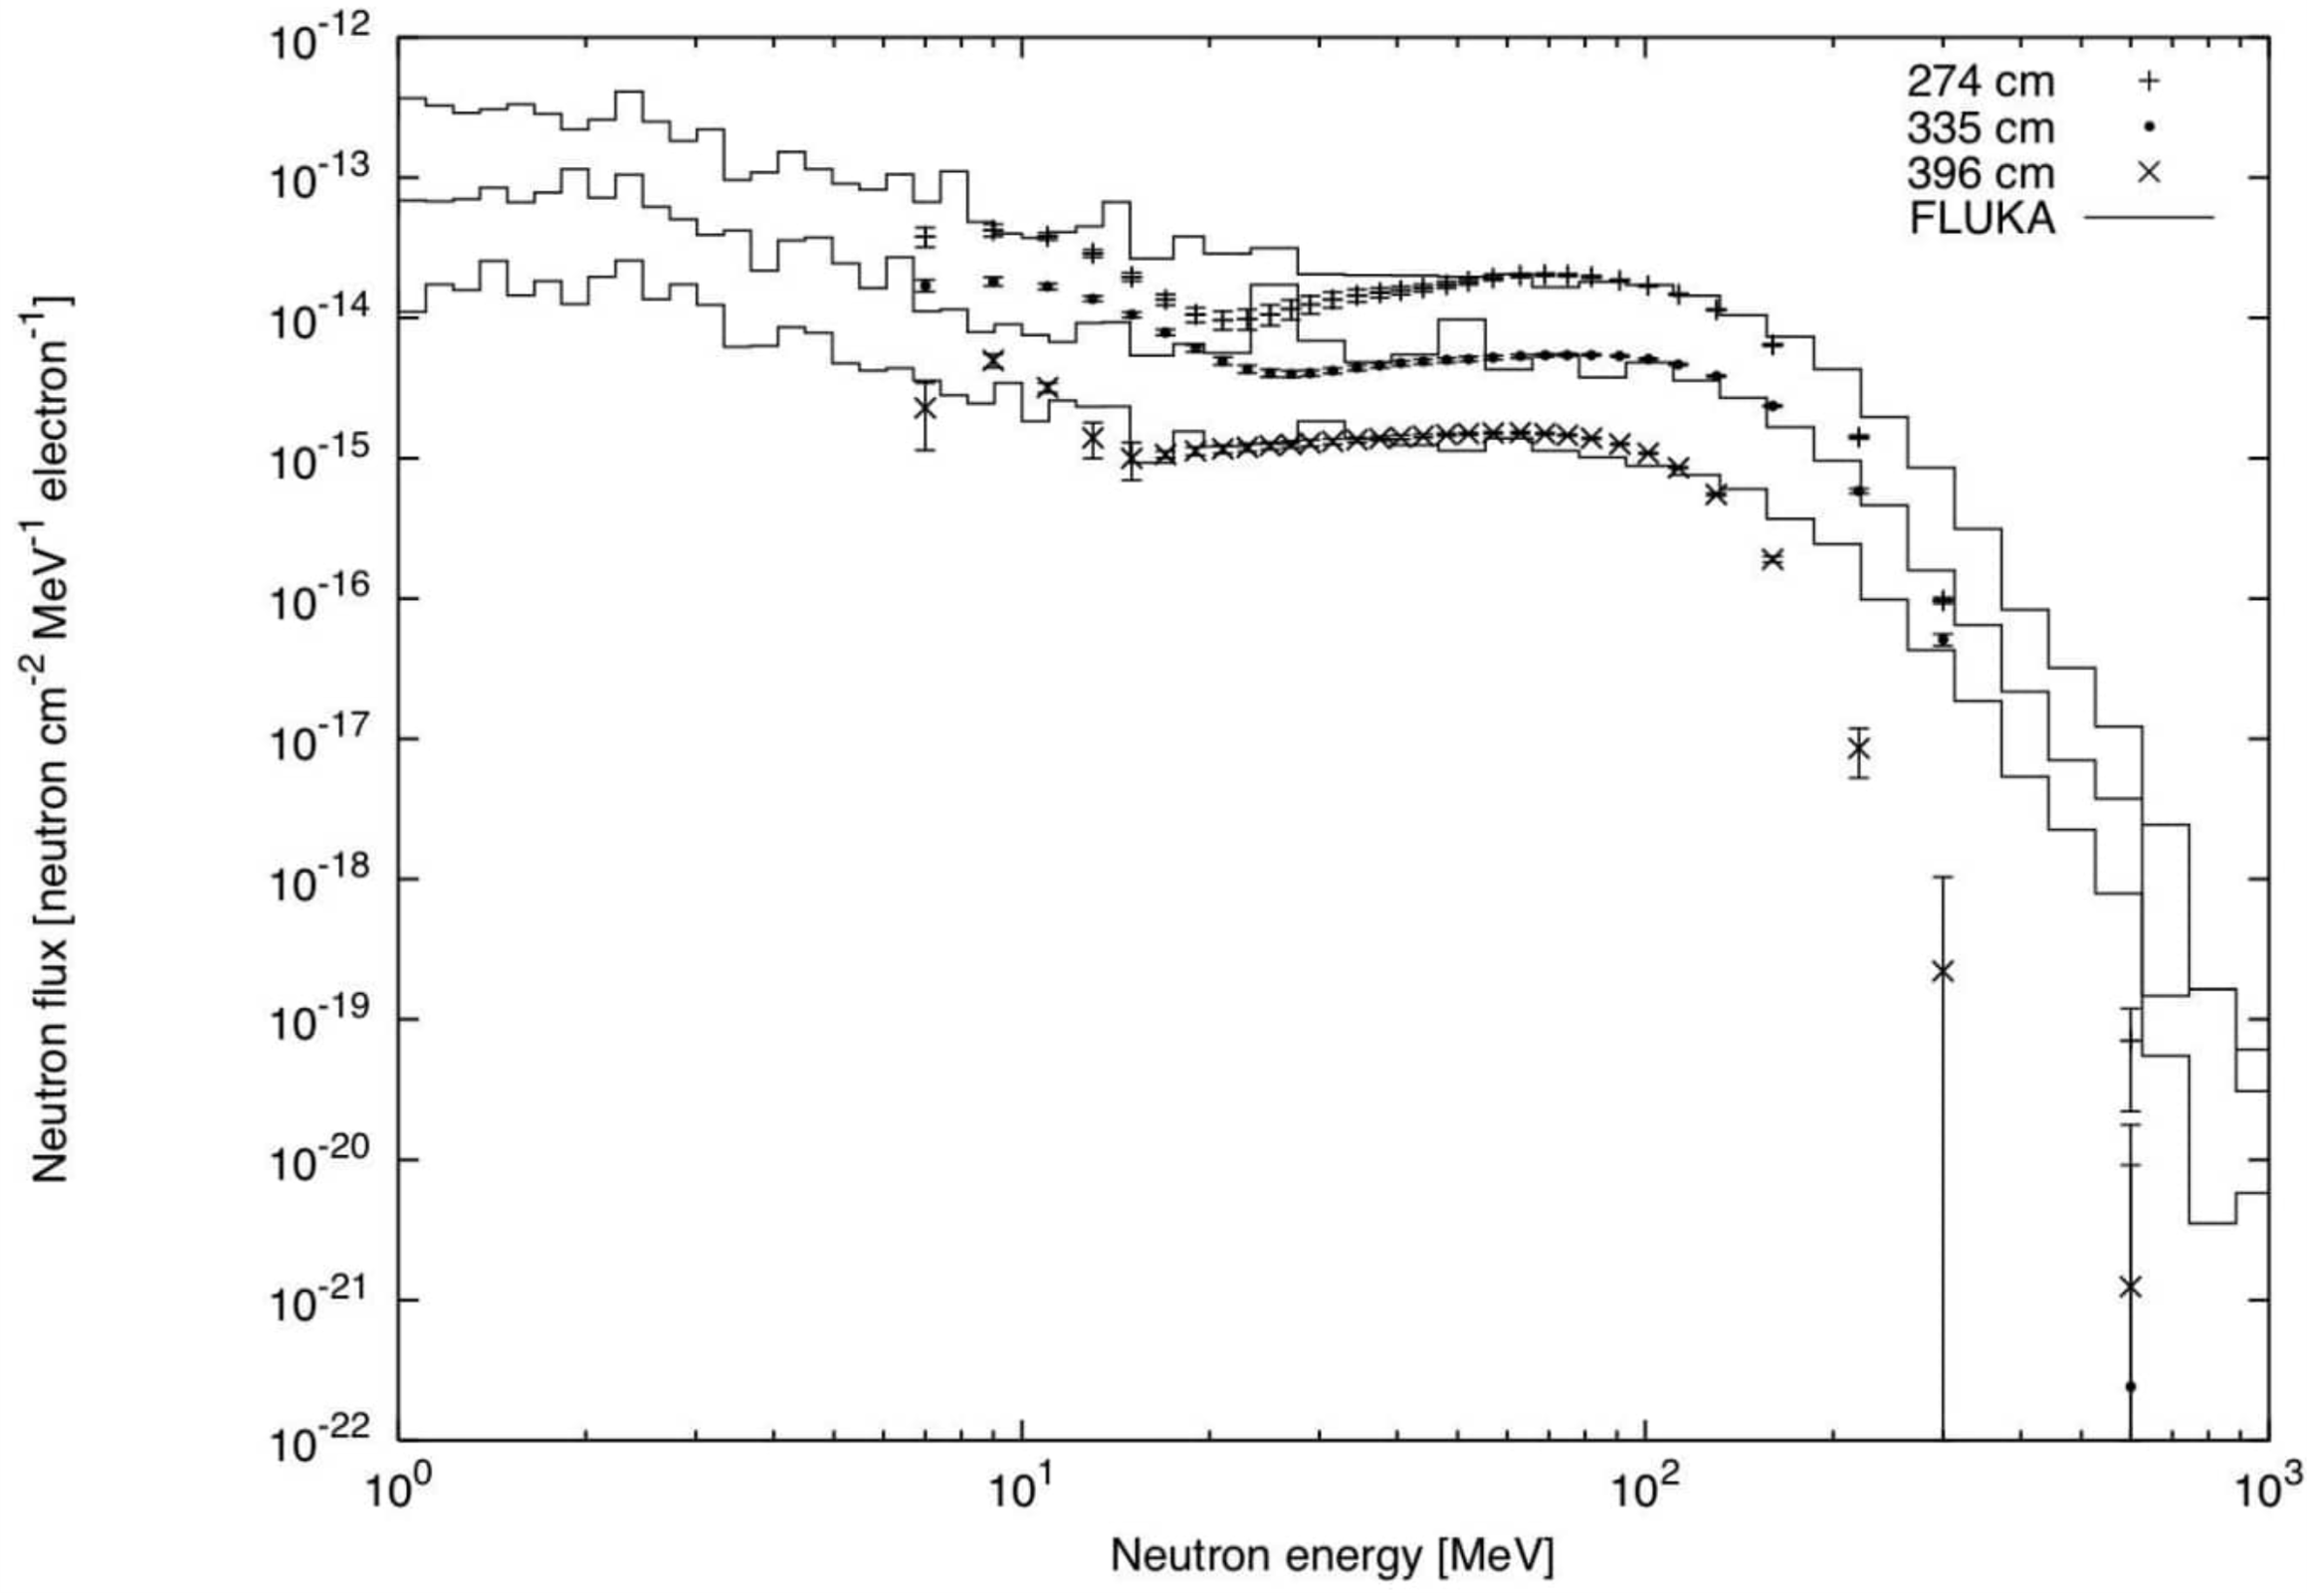 10⁻¹²
274 cm
335 cm
10⁻¹³
396 cm
FLUKA
10⁻¹⁴
10⁻¹⁵
10⁻¹⁶
10⁻¹⁷
10⁻¹⁸
10⁻¹⁹
10⁻²⁰
10⁻²¹
10⁻²²
Neutron flux [neutron cm⁻² MeV⁻¹ electron⁻¹]
10⁰ 10¹ 10² 10³
Neutron energy [MeV]